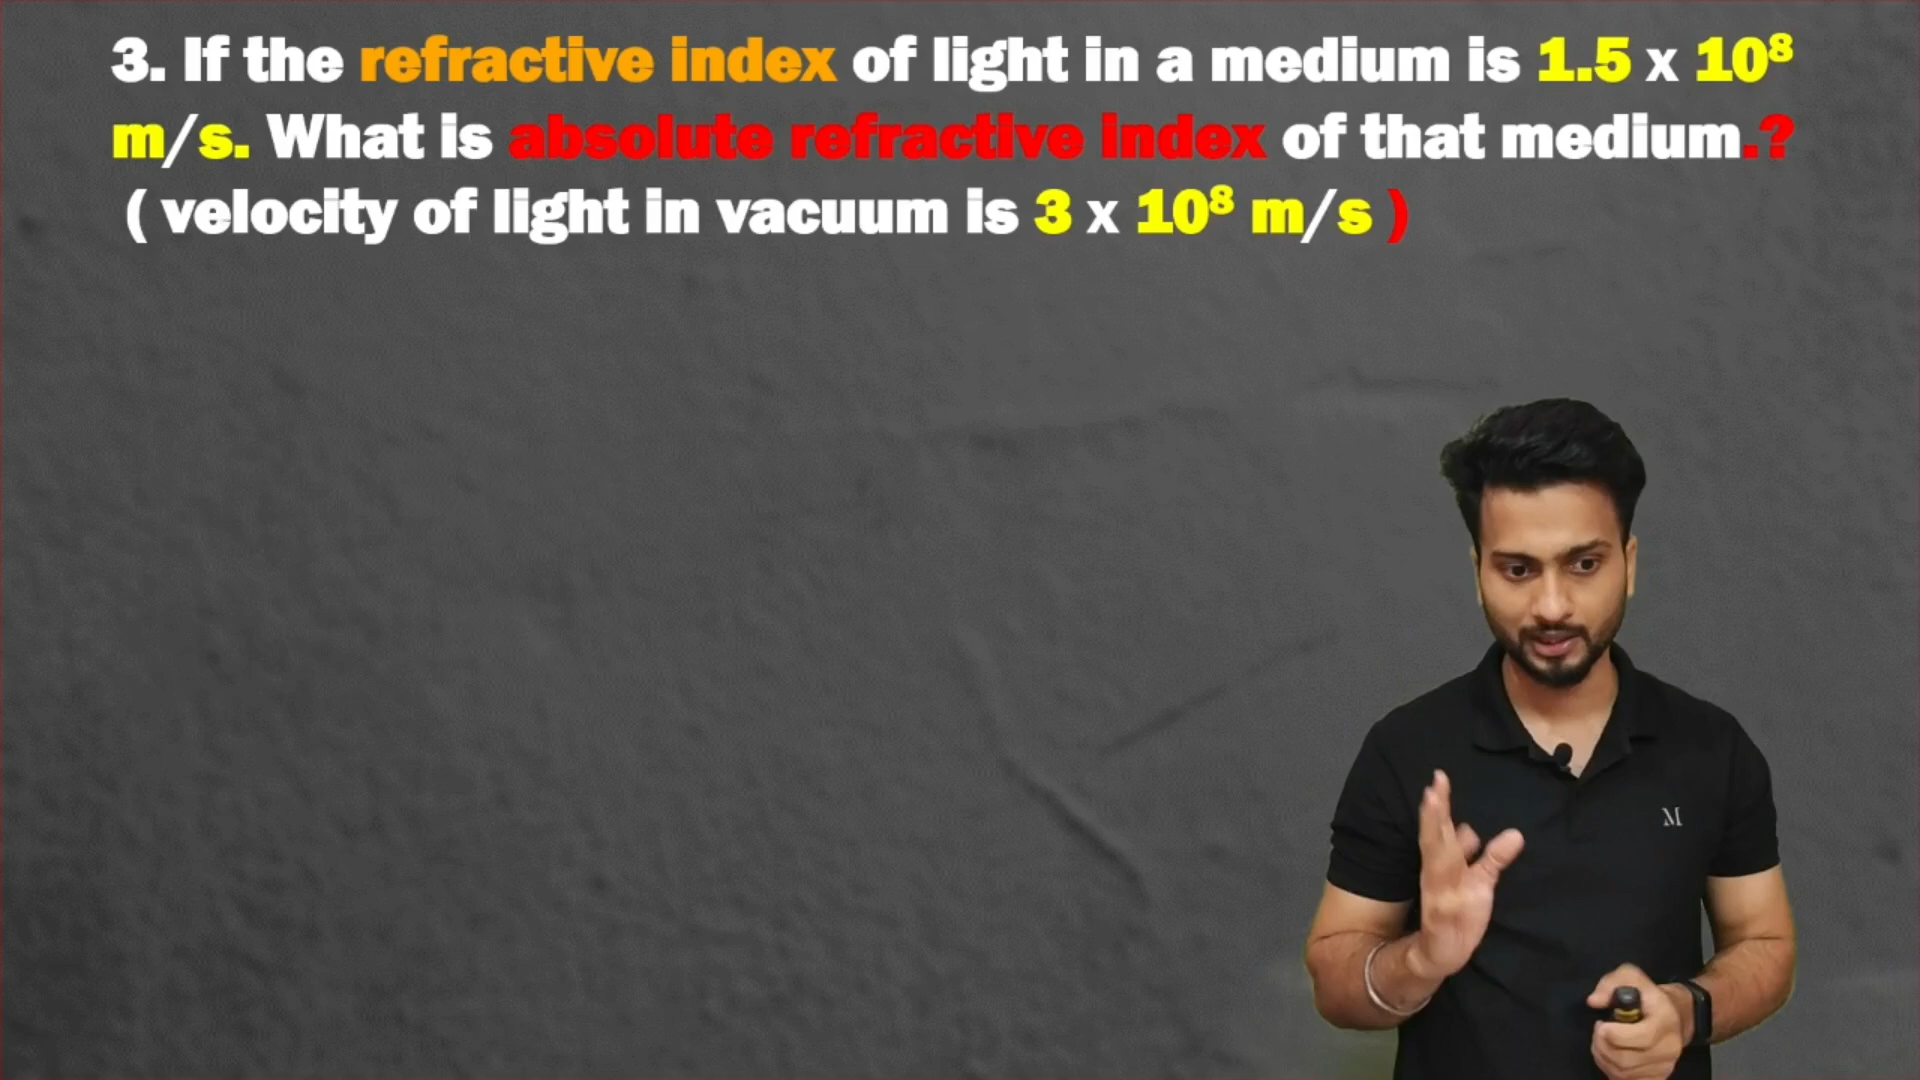 3. If the refractive index of light in a medium is 1.5 x 10⁸
m/s. What is absolute refractive index of that medium.?
( velocity of light in vacuum is 3 x 10⁸ m/s )
M